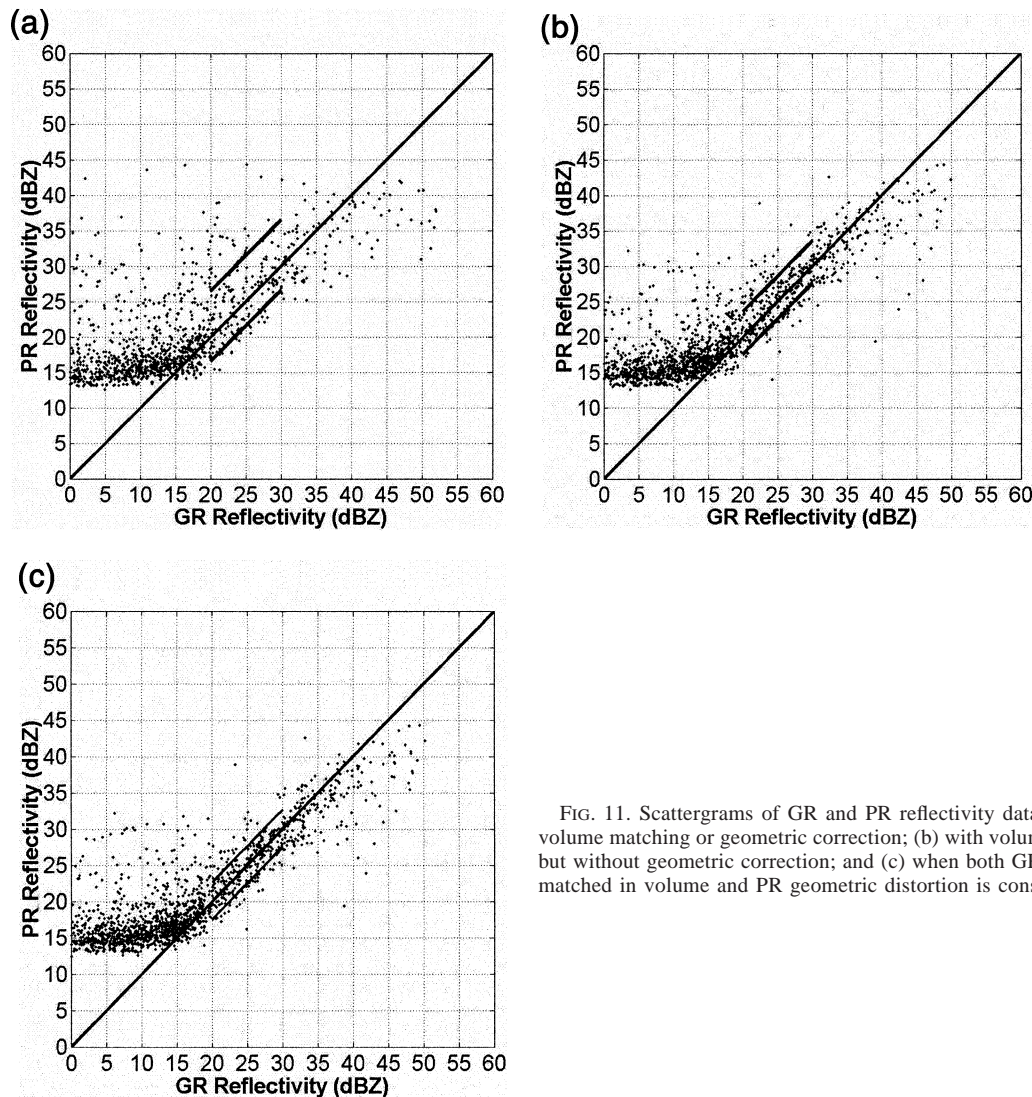 (a)
60
55
50
45
40
35
30
25
20
15
10
5
0
PR Reflectivity (dBZ)
0 5 10 15 20 25 30 35 40 45 50 55 60
GR Reflectivity (dBZ)
(b)
60
55
50
45
40
35
30
25
20
15
10
5
0
PR Reflectivity (dBZ)
0 5 10 15 20 25 30 35 40 45 50 55 60
GR Reflectivity (dBZ)
(c)
60
55
50
45
40
35
30
25
20
15
10
5
0
PR Reflectivity (dBZ)
0 5 10 15 20 25 30 35 40 45 50 55 60
GR Reflectivity (dBZ)
FIG. 11. Scattergrams of GR and PR reflectivity data
volume matching or geometric correction; (b) with volum
but without geometric correction; and (c) when both GR
matched in volume and PR geometric distortion is cons